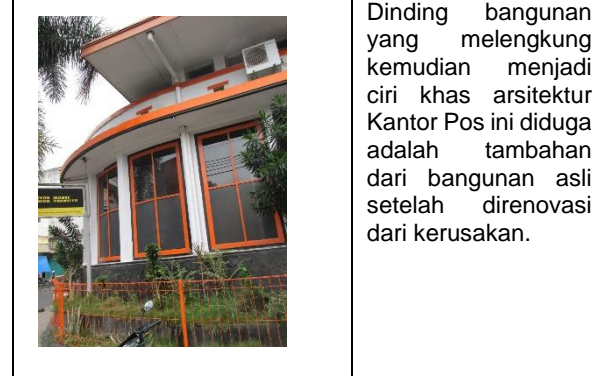 Dinding bangunan
yang melengkung
kemudian menjadi
ciri khas arsitektur
Kantor Pos ini diduga
adalah tambahan
dari bangunan asli
setelah direnovasi
dari kerusakan.